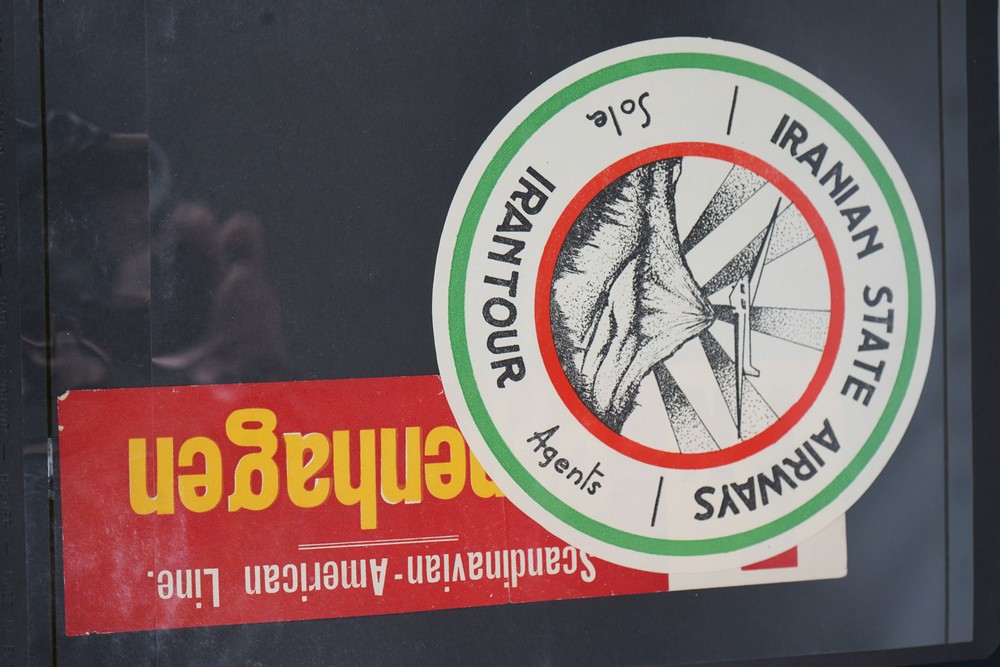 IRANIAN STATE AIRWAYS
Sole
IRANTOUR
Agents
enhagen
Scandinavian-American Line.